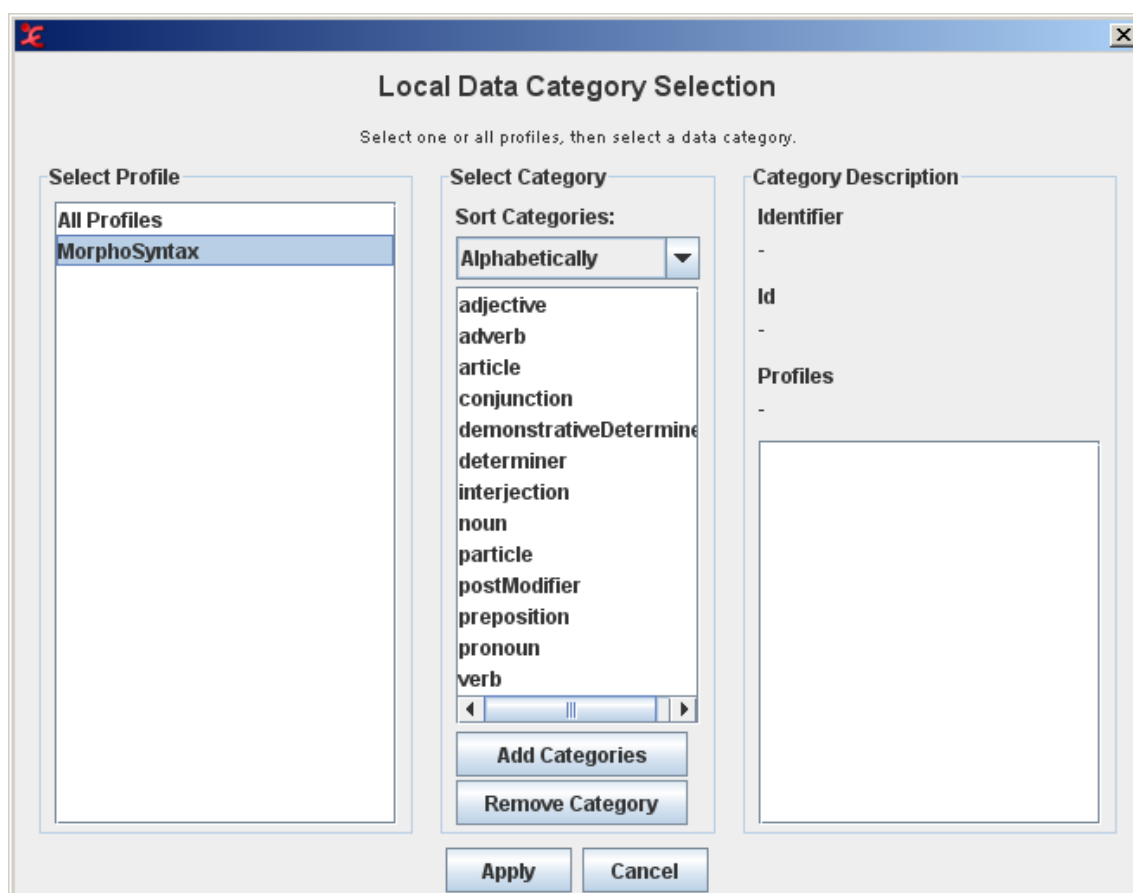 Local Data Category Selection
Select one or all profiles, then select a data category.
Select Profile
All Profiles
MorphoSyntax
Select Category
Sort Categories:
Alphabetically
adjective
adverb
article
conjunction
demonstrativeDetermine
determiner
interjection
noun
particle
postModifier
preposition
pronoun
verb
Add Categories
Remove Category
Category Description
Identifier
-
Id
-
Profiles
-
Apply
Cancel